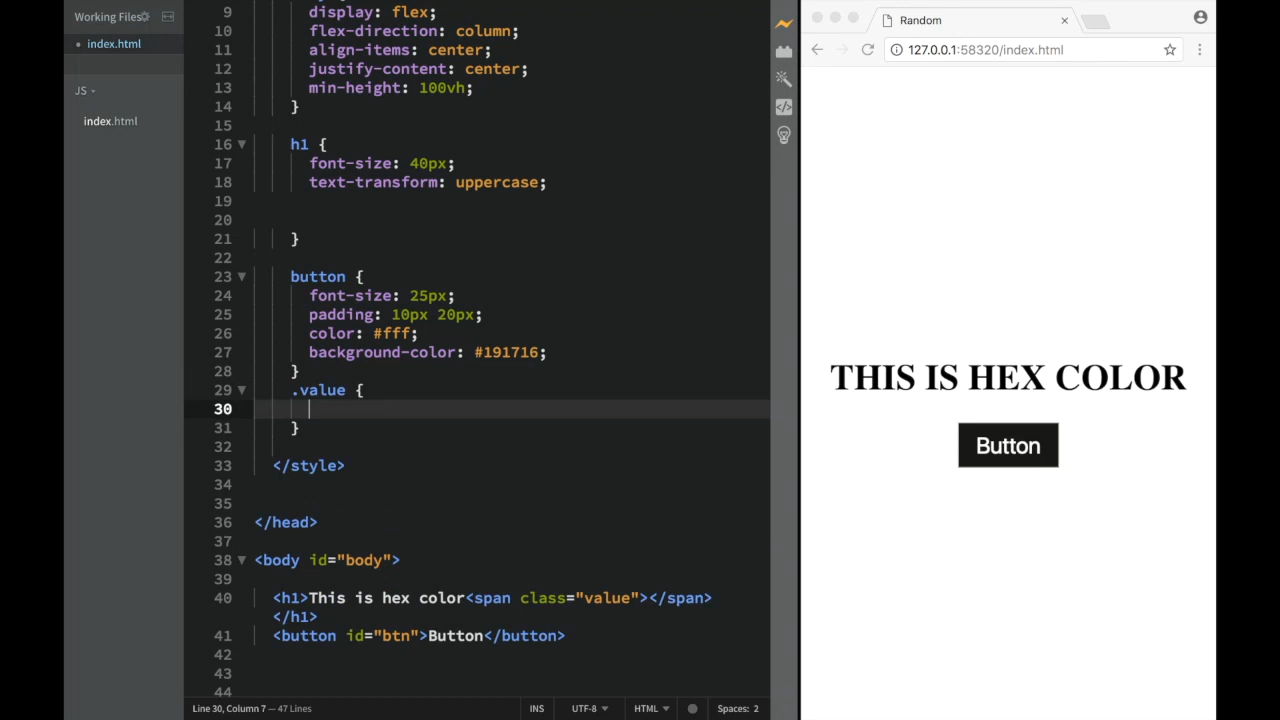 Working Files
index.html
JS
index.html
9 display: flex;
10 flex-direction: column;
11 align-items: center;
12 justify-content: center;
13 min-height: 100vh;
14 }
15
16 h1 {
17 font-size: 40px;
18 text-transform: uppercase;
19
20
21 }
22
23 button {
24 font-size: 25px;
25 padding: 10px 20px;
26 color: #fff;
27 background-color: #191716;
28 }
29 .value {
30
31 }
32
33 </style>
34
35
36 </head>
37
38 <body id="body">
39
40 <h1>This is hex color<span class="value"></span>
</h1>
41 <button id="btn">Button</button>
42
43
44
Line 30, Column 7 — 47 Lines
INS
UTF-8
HTML
Spaces: 2
Random
127.0.0.1:58320/index.html
THIS IS HEX COLOR
Button